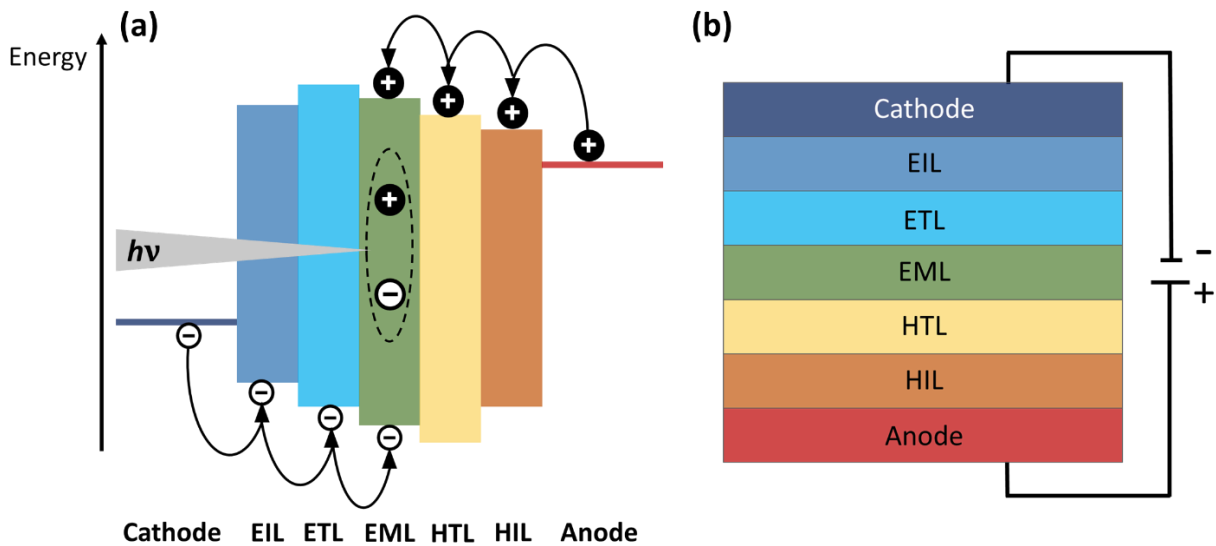 (a)
Energy
+
+
+
+
+
hν
−
−
−
−
−
Cathode EIL ETL EML HTL HIL Anode
(b)
Cathode
EIL
ETL
EML
HTL
HIL
Anode
-
+